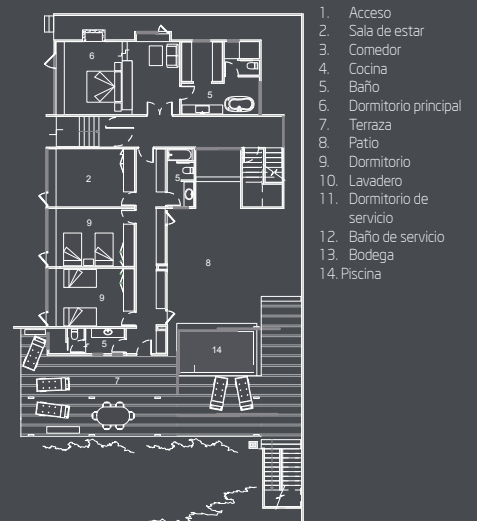 1. Acceso
2. Sala de estar
3. Comedor
4. Cocina
5. Baño
6. Dormitorio principal
7. Terraza
8. Patio
9. Dormitorio
10. Lavadero
11. Dormitorio de
servicio
12. Baño de servicio
13. Bodega
14. Piscina
6
5
2
5
9
8
9
5
14
7